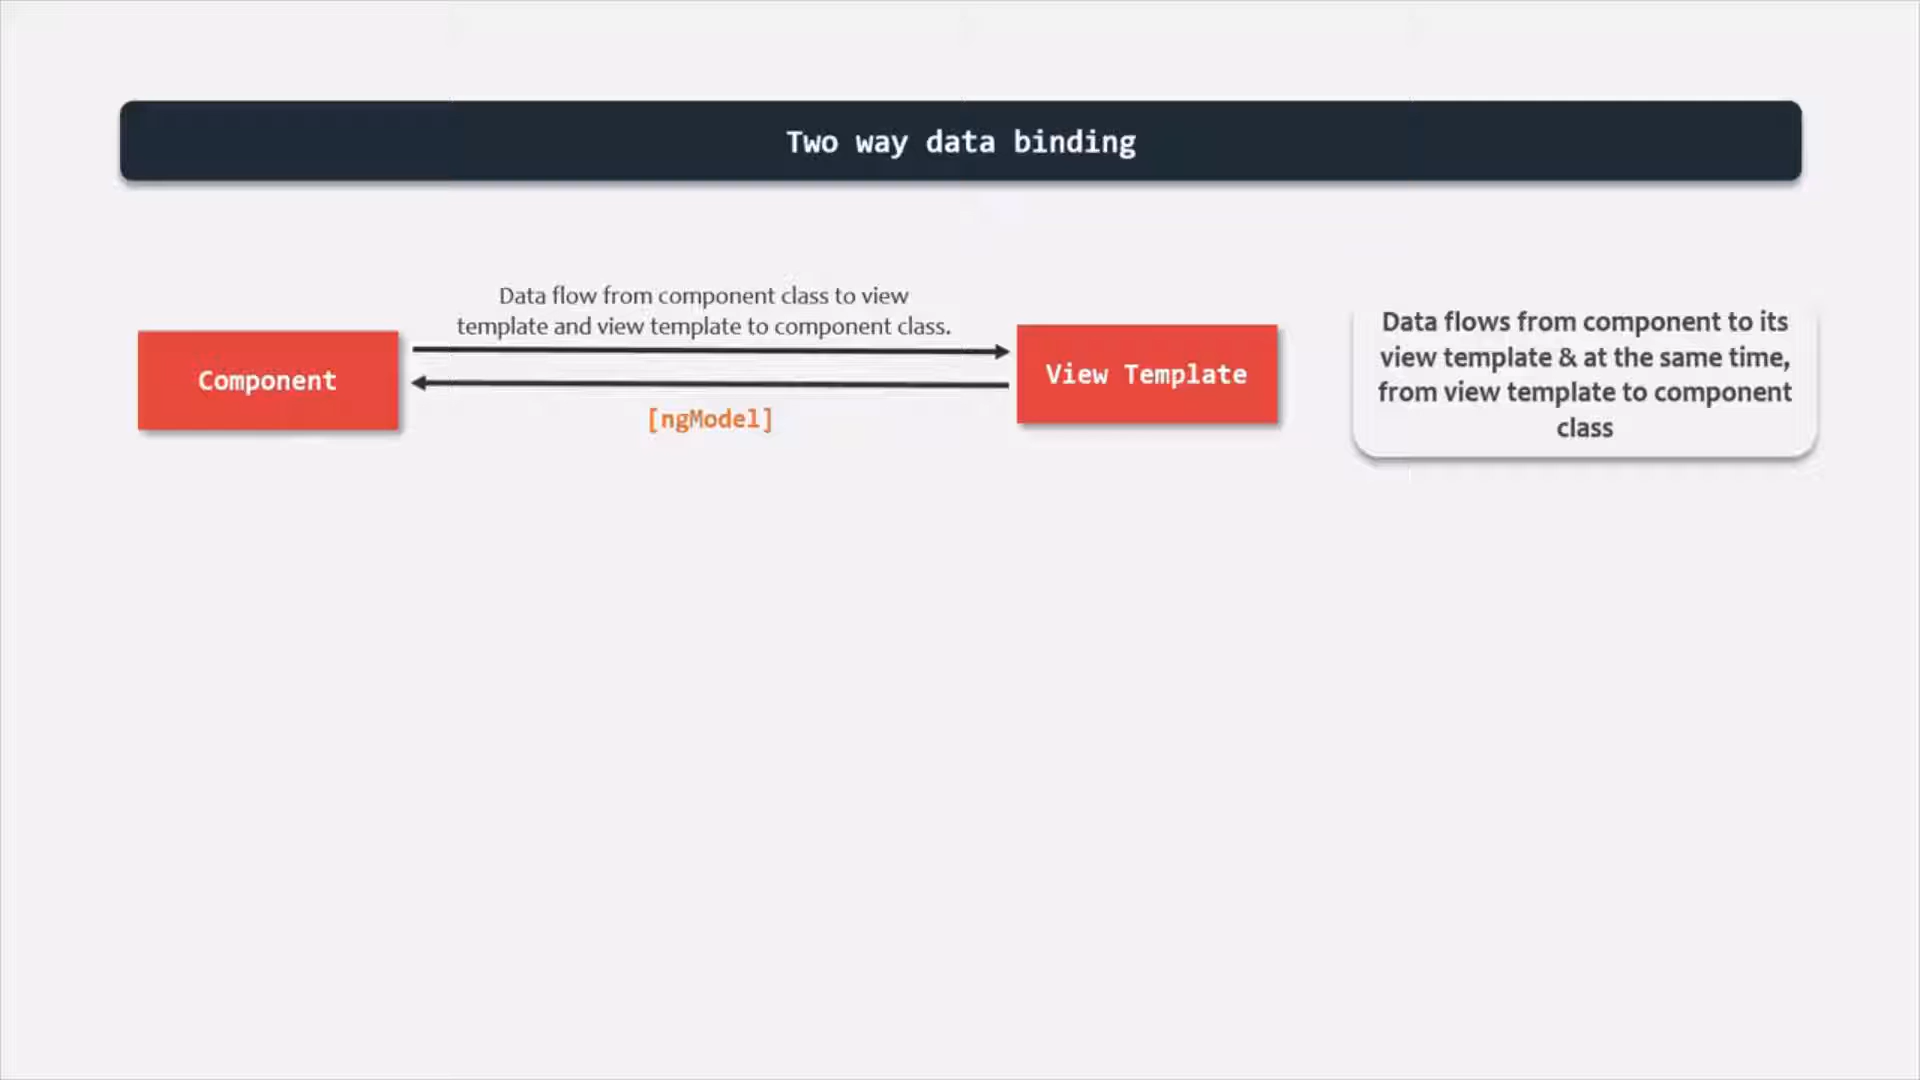 Two way data binding
Data flow from component class to view
template and view template to component class.
Component
View Template
[ngModel]
Data flows from component to its
view template & at the same time,
from view template to component
class